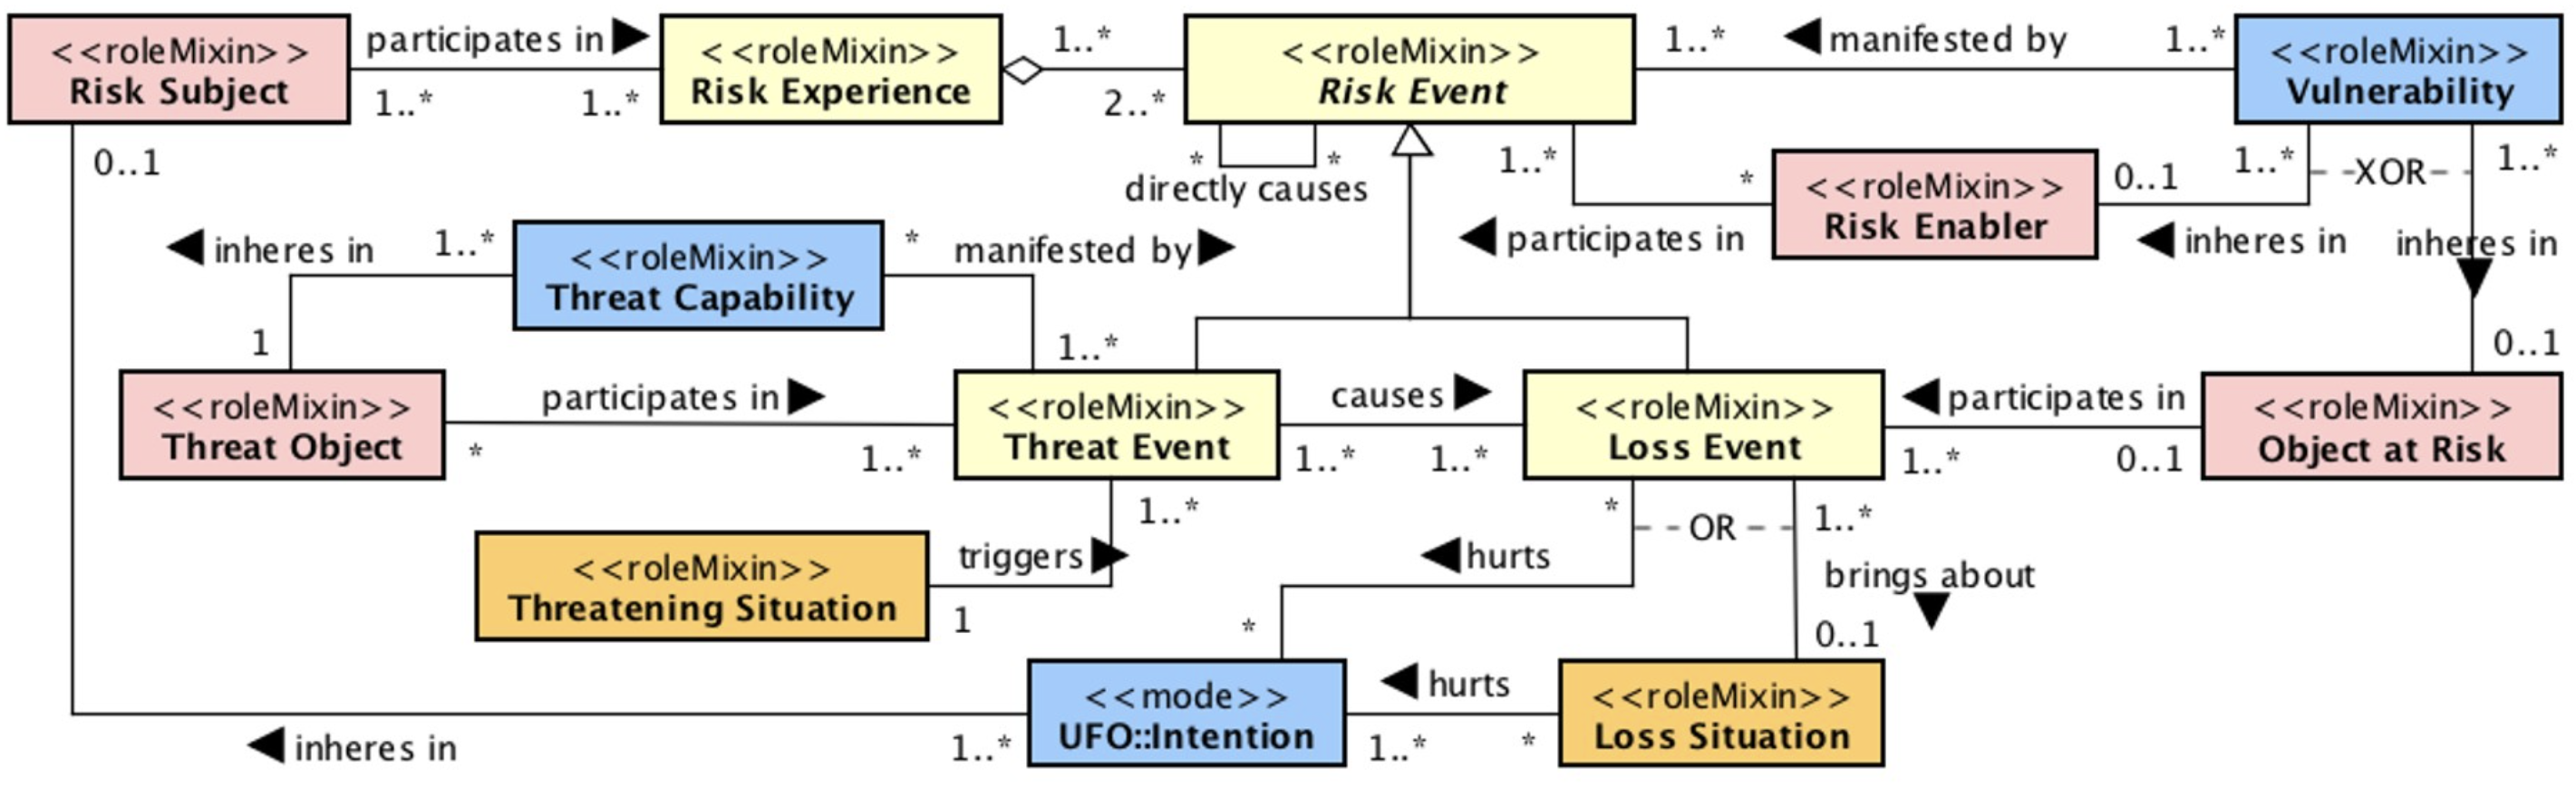 <<roleMixin>>
Risk Subject
participates in
1..*
1..*
<<roleMixin>>
Risk Experience
1..*
2..*
<<roleMixin>>
Risk Event
1..*
manifested by
1..*
<<roleMixin>>
Vulnerability
0..1
*
*
directly causes
1..*
*
<<roleMixin>>
Risk Enabler
0..1
1..*
XOR
1..*
participates in
inheres in
inheres in
inheres in
1..*
<<roleMixin>>
Threat Capability
*
manifested by
1
1..*
0..1
<<roleMixin>>
Threat Object
participates in
*
1..*
<<roleMixin>>
Threat Event
causes
1..*
1..*
<<roleMixin>>
Loss Event
participates in
1..*
0..1
<<roleMixin>>
Object at Risk
1..*
*
OR
1..*
<<roleMixin>>
Threatening Situation
triggers
1
hurts
brings about
*
0..1
<<mode>>
UFO::Intention
hurts
1..*
*
<<roleMixin>>
Loss Situation
inheres in
1..*